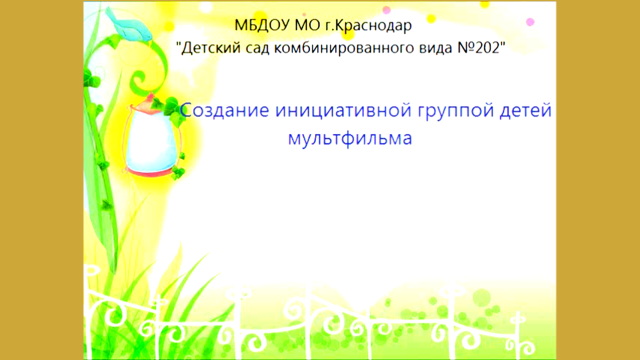 МБДОУ МО г.Краснодар
"Детский сад комбинированного вида №202"
Создание инициативной группой детей
мультфильма